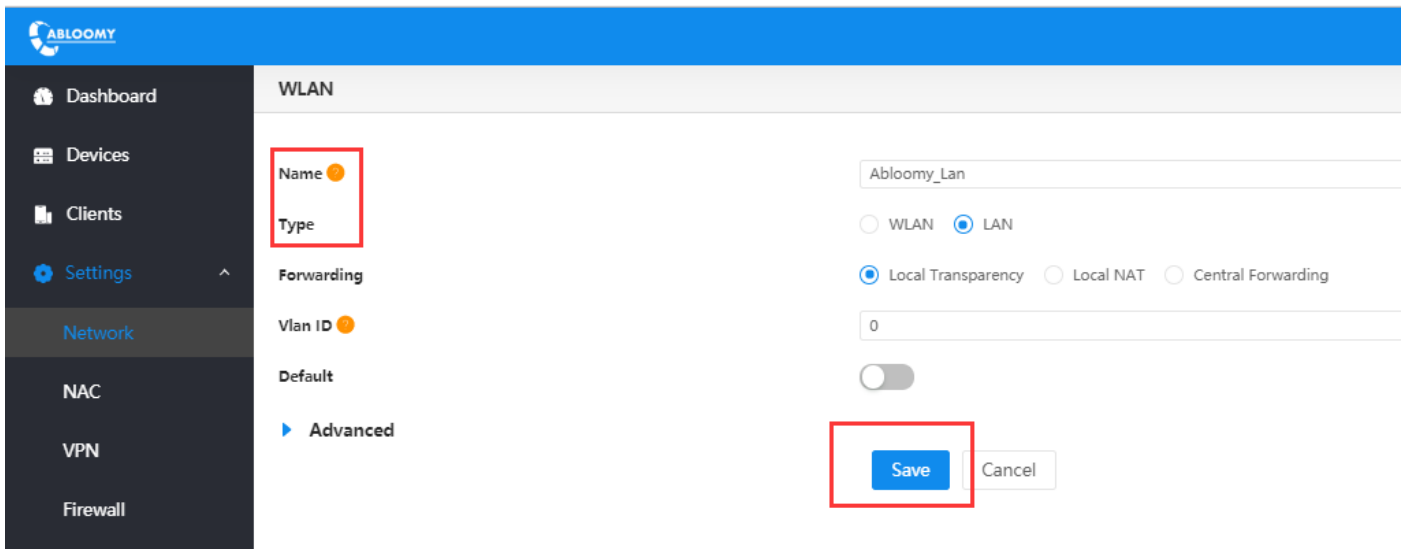 ABLOOMY
Dashboard
Devices
Clients
Settings
Network
NAC
VPN
Firewall
WLAN
Name ? Abloomy_Lan
Type WLAN LAN
Forwarding Local Transparency Local NAT Central Forwarding
Vlan ID ? 0
Default
Advanced
Save Cancel